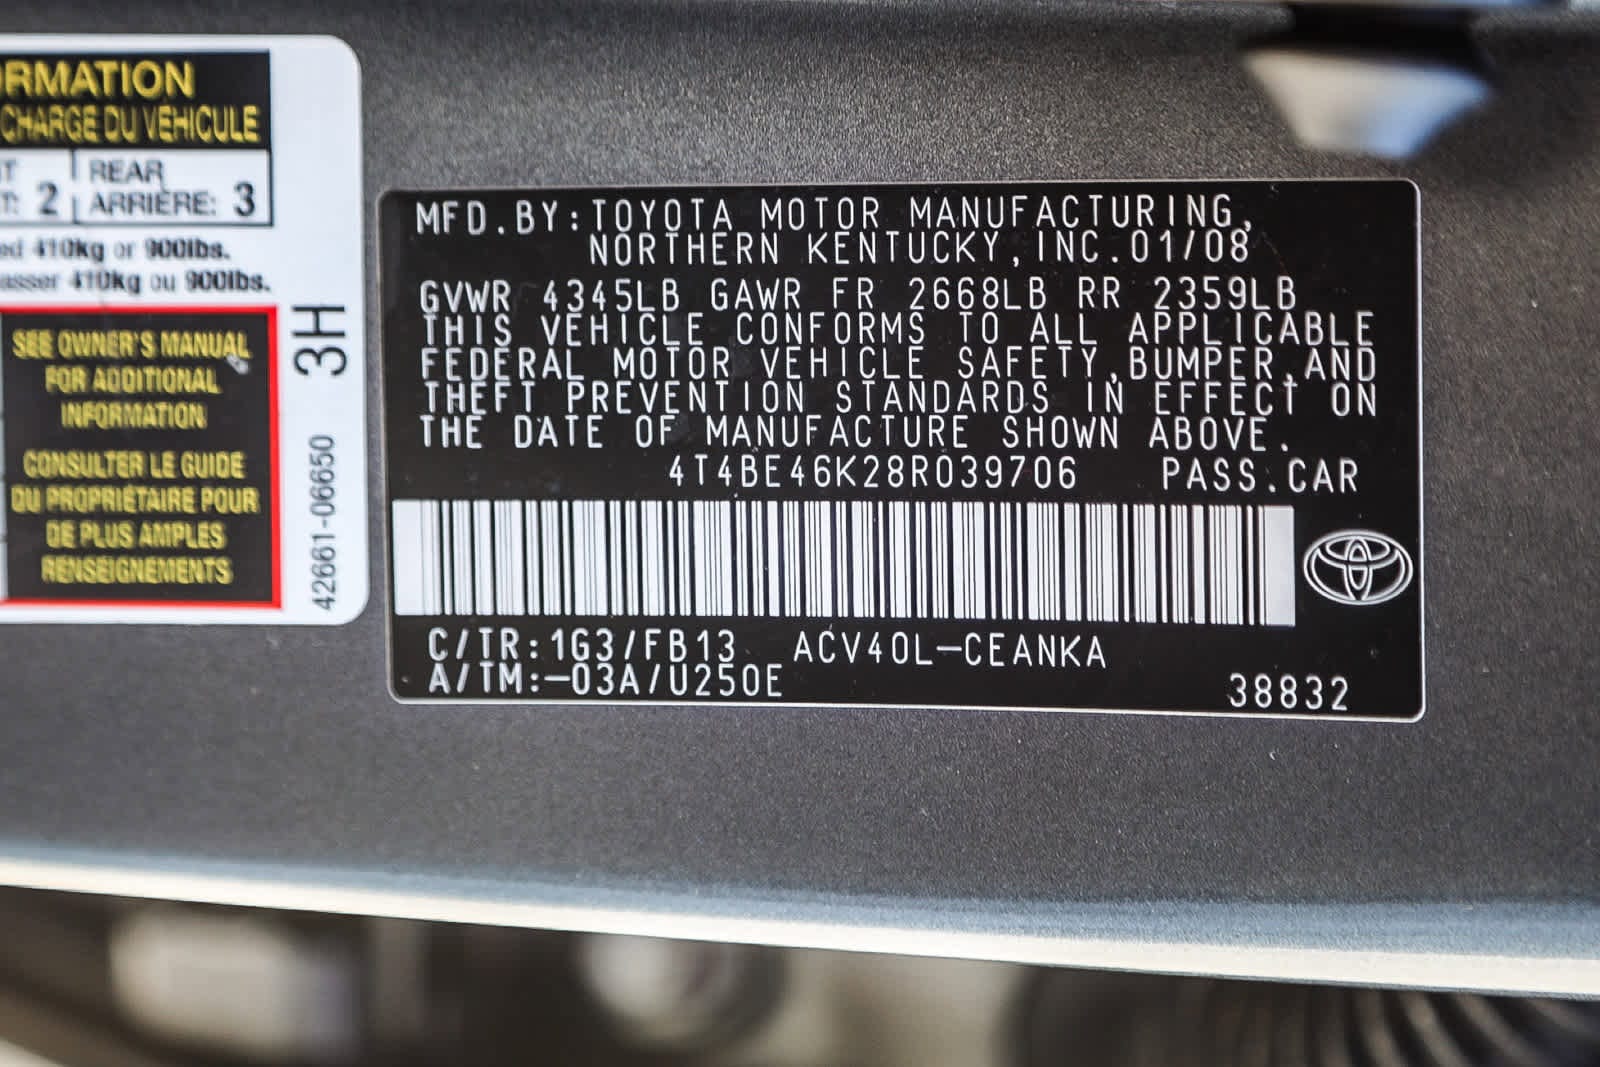 RMATION
CHARGE DU VÉHICULE
REAR
: 2 ARRIÈRE: 3
410kg or 900lbs.
asser 410kg ou 900lbs.
SEE OWNER'S MANUAL
FOR ADDITIONAL
INFORMATION
CONSULTER LE GUIDE
DU PROPRIÉTAIRE POUR
DE PLUS AMPLES
RENSEIGNEMENTS
42661-06650 3H
MFD.BY:TOYOTA MOTOR MANUFACTURING,
NORTHERN KENTUCKY,INC.01/08
GVWR 4345LB GAWR FR 2668LB RR 2359LB
THIS VEHICLE CONFORMS TO ALL APPLICABLE
FEDERAL MOTOR VEHICLE SAFETY,BUMPER,AND
THEFT PREVENTION STANDARDS IN EFFECT ON
THE DATE OF MANUFACTURE SHOWN ABOVE.
4T4BE46K28R039706 PASS.CAR
C/TR:1G3/FB13 ACV40L-CEANKA
A/TM:-03A/U250E
38832